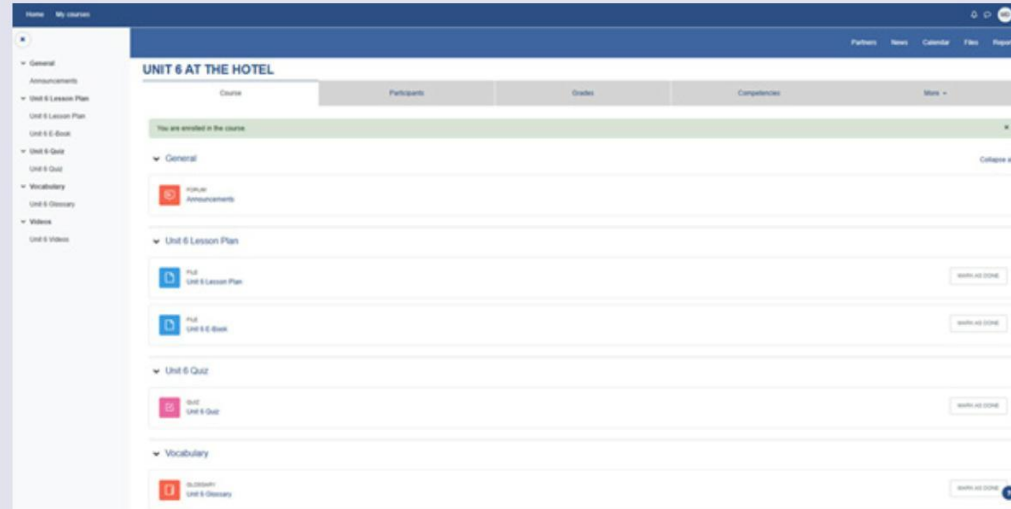 Home My courses
MD
Partners News Calendar Files Repor
General
Announcements
Unit 6 Lesson Plan
Unit 6 Lesson Plan
Unit 6 E-Book
Unit 6 Quiz
Unit 6 Quiz
Vocabulary
Unit 6 Glossary
Videos
Unit 6 Videos
UNIT 6 AT THE HOTEL
Course Participants Grades Competencies More
You are enrolled in the course.
General Collapse al
FORUM
Announcements
Unit 6 Lesson Plan
FILE
Unit 6 Lesson Plan MARK AS DONE
FILE
Unit 6 E-Book MARK AS DONE
Unit 6 Quiz
QUIZ
Unit 6 Quiz MARK AS DONE
Vocabulary
GLOSSARY
Unit 6 Glossary MARK AS DONE